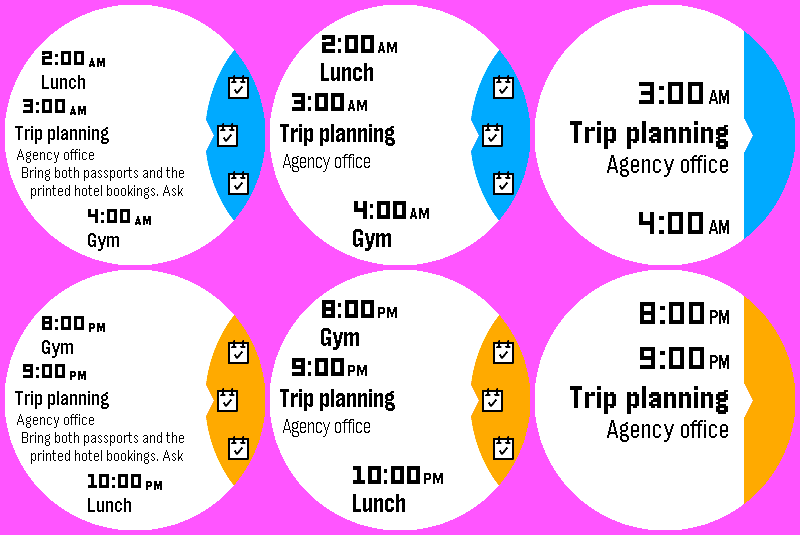 2:00 AM
Lunch
3:00 AM
Trip planning
Agency office
Bring both passports and the
printed hotel bookings. Ask
4:00 AM
Gym
2:00 AM
Lunch
3:00 AM
Trip planning
Agency office
4:00 AM
Gym
3:00 AM
Trip planning
Agency office
4:00 AM
8:00 PM
Gym
9:00 PM
Trip planning
Agency office
Bring both passports and the
printed hotel bookings. Ask
10:00 PM
Lunch
8:00 PM
Gym
9:00 PM
Trip planning
Agency office
10:00 PM
Lunch
8:00 PM
9:00 PM
Trip planning
Agency office